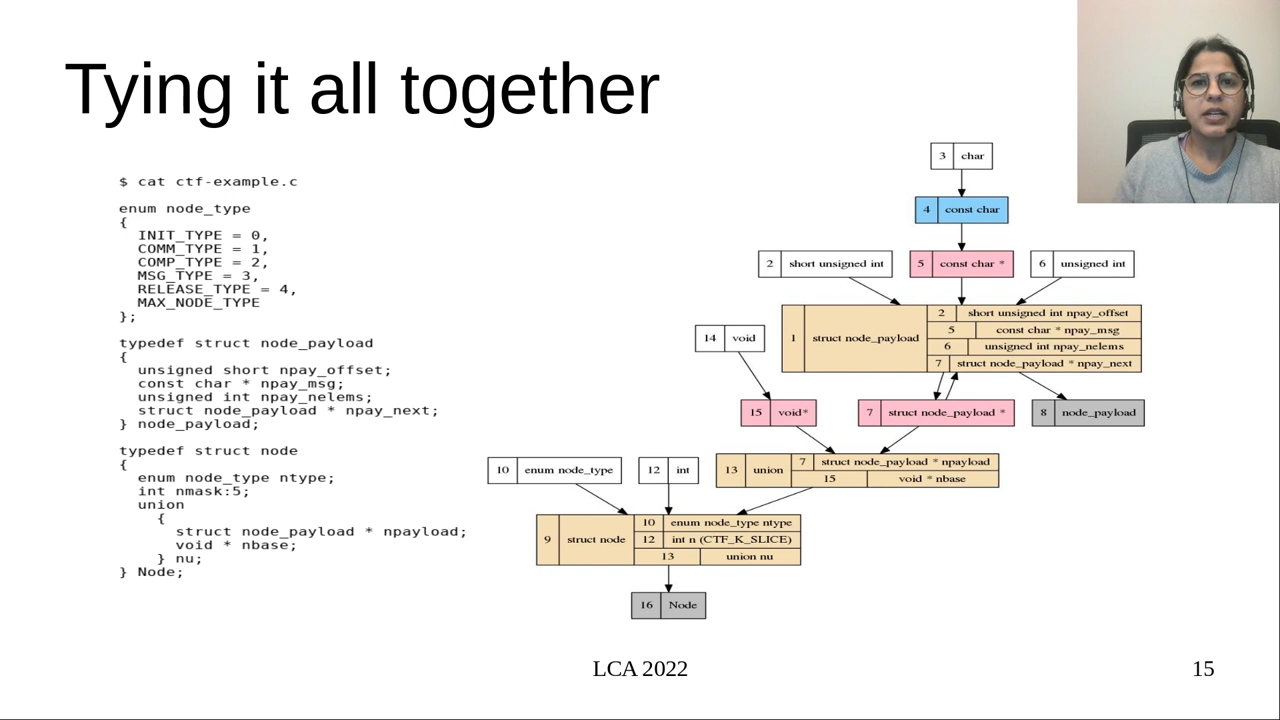 Tying it all together
$ cat ctf-example.c
enum node_type
{
INIT_TYPE = 0,
COMM_TYPE = 1,
COMP_TYPE = 2,
MSG_TYPE = 3,
RELEASE_TYPE = 4,
MAX_NODE_TYPE
};
typedef struct node_payload
{
unsigned short npay_offset;
const char * npay_msg;
unsigned int npay_nelems;
struct node_payload * npay_next;
} node_payload;
typedef struct node
{
enum node_type ntype;
int nmask:5;
union
{
struct node_payload * npayload;
void * nbase;
} nu;
} Node;
3 char
4 const char
2 short unsigned int
5 const char *
6 unsigned int
1 struct node_payload
2 short unsigned int npay_offset
5 const char * npay_msg
6 unsigned int npay_nelems
7 struct node_payload * npay_next
14 void
15 void*
7 struct node_payload *
8 node_payload
10 enum node_type
12 int
13 union
7 struct node_payload * npayload
15 void * nbase
9 struct node
10 enum node_type ntype
12 int n (CTF_K_SLICE)
13 union nu
16 Node
LCA 2022
15